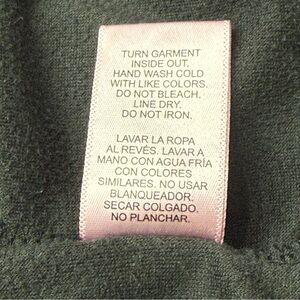 TURN GARMENT
INSIDE OUT.
HAND WASH COLD
WITH LIKE COLORS.
DO NOT BLEACH.
LINE DRY.
DO NOT IRON.
LAVAR LA ROPA
AL REVÉS. LAVAR A
MANO CON AGUA FRÍA
CON COLORES
SIMILARES. NO USAR
BLANQUEADOR.
SECAR COLGADO.
NO PLANCHAR.